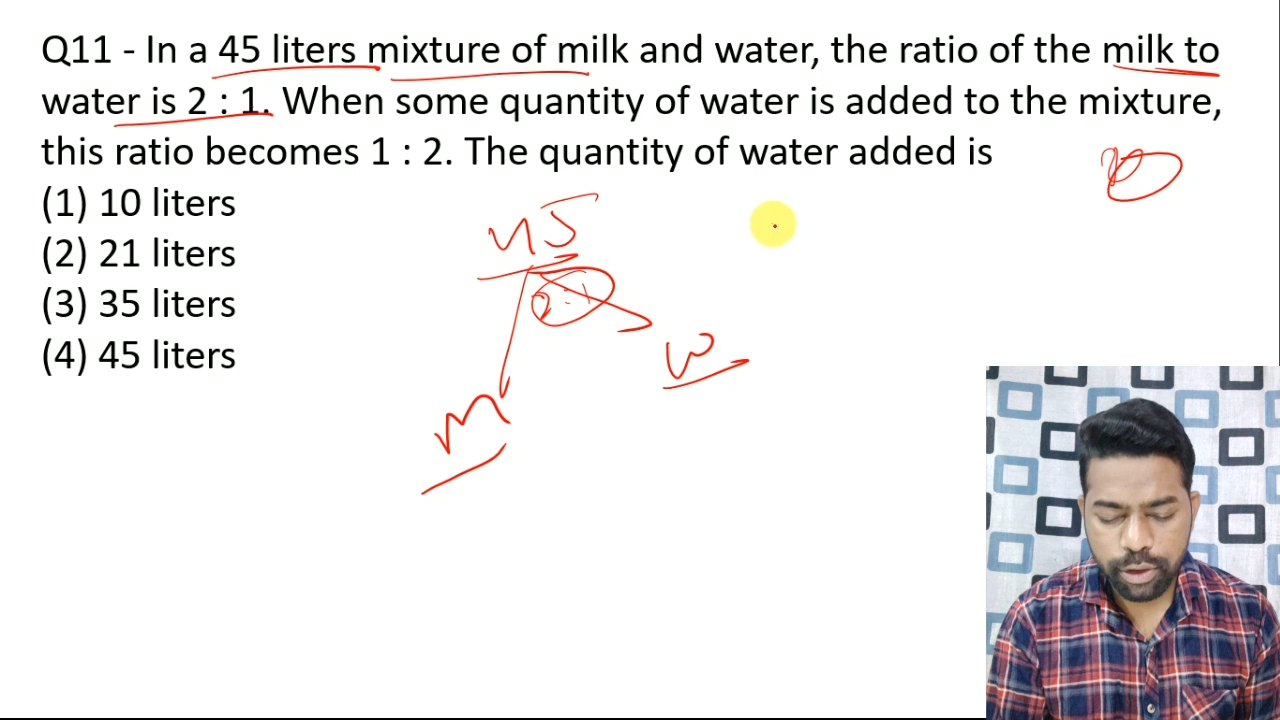 Q11 - In a 45 liters mixture of milk and water, the ratio of the milk to
water is 2 : 1. When some quantity of water is added to the mixture,
this ratio becomes 1 : 2. The quantity of water added is
(1) 10 liters
(2) 21 liters
(3) 35 liters
(4) 45 liters
45
2:1
W
m